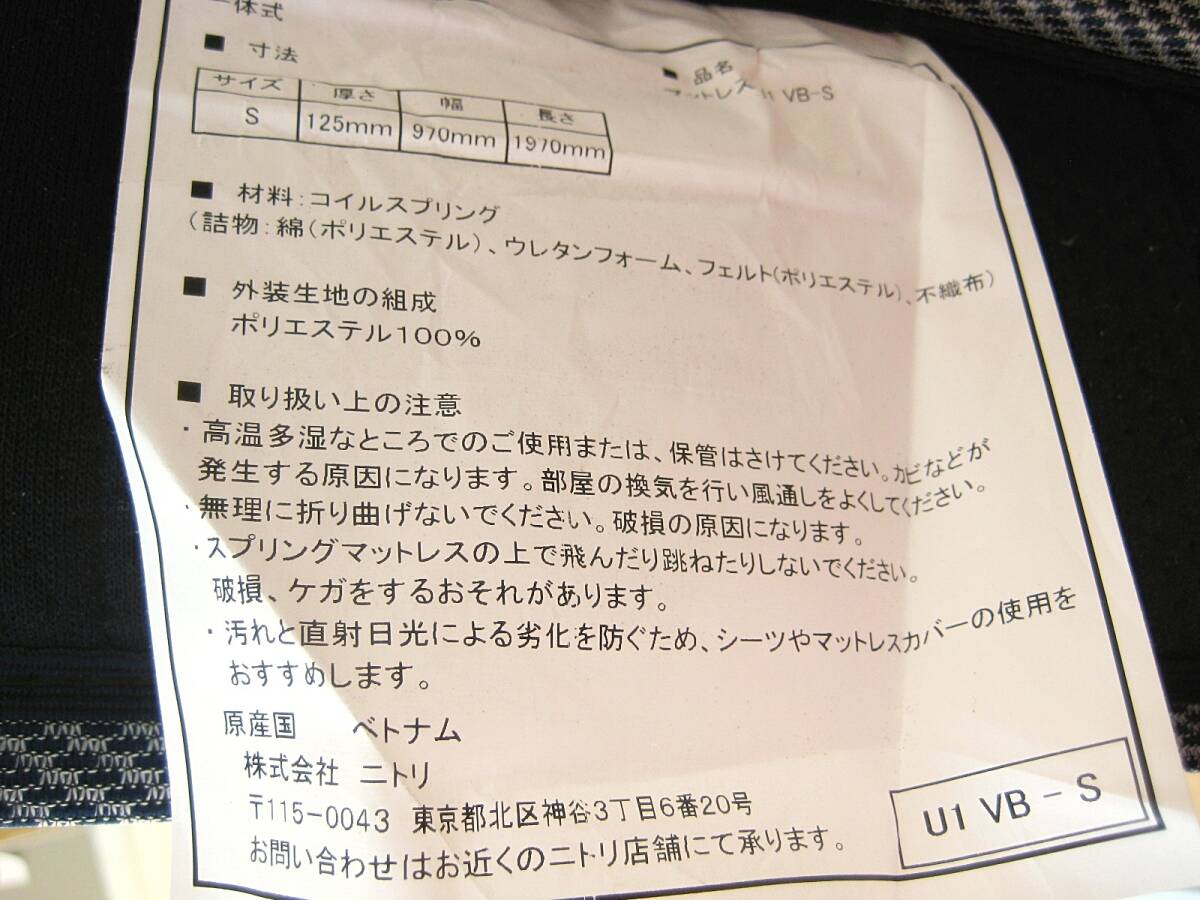 一体式
■ 寸法
■ 品名
マットレス U1 VB-S
サイズ 厚さ 幅 長さ
S 125mm 970mm 1970mm
■ 材料：コイルスプリング
（詰物：綿（ポリエステル）、ウレタンフォーム、フェルト（ポリエステル）、不織布）
■ 外装生地の組成
ポリエステル100%
■ 取り扱い上の注意
・高温多湿なところでのご使用または、保管はさけてください。カビなどが
発生する原因になります。部屋の換気を行い風通しをよくしてください。
・無理に折り曲げないでください。破損の原因になります。
・スプリングマットレスの上で飛んだり跳ねたりしないでください。
破損、ケガをするおそれがあります。
・汚れと直射日光による劣化を防ぐため、シーツやマットレスカバーの使用を
おすすめします。
原産国 ベトナム
株式会社 ニトリ
〒115-0043 東京都北区神谷3丁目6番20号
お問い合わせはお近くのニトリ店舗にて承ります。
U1 VB - S